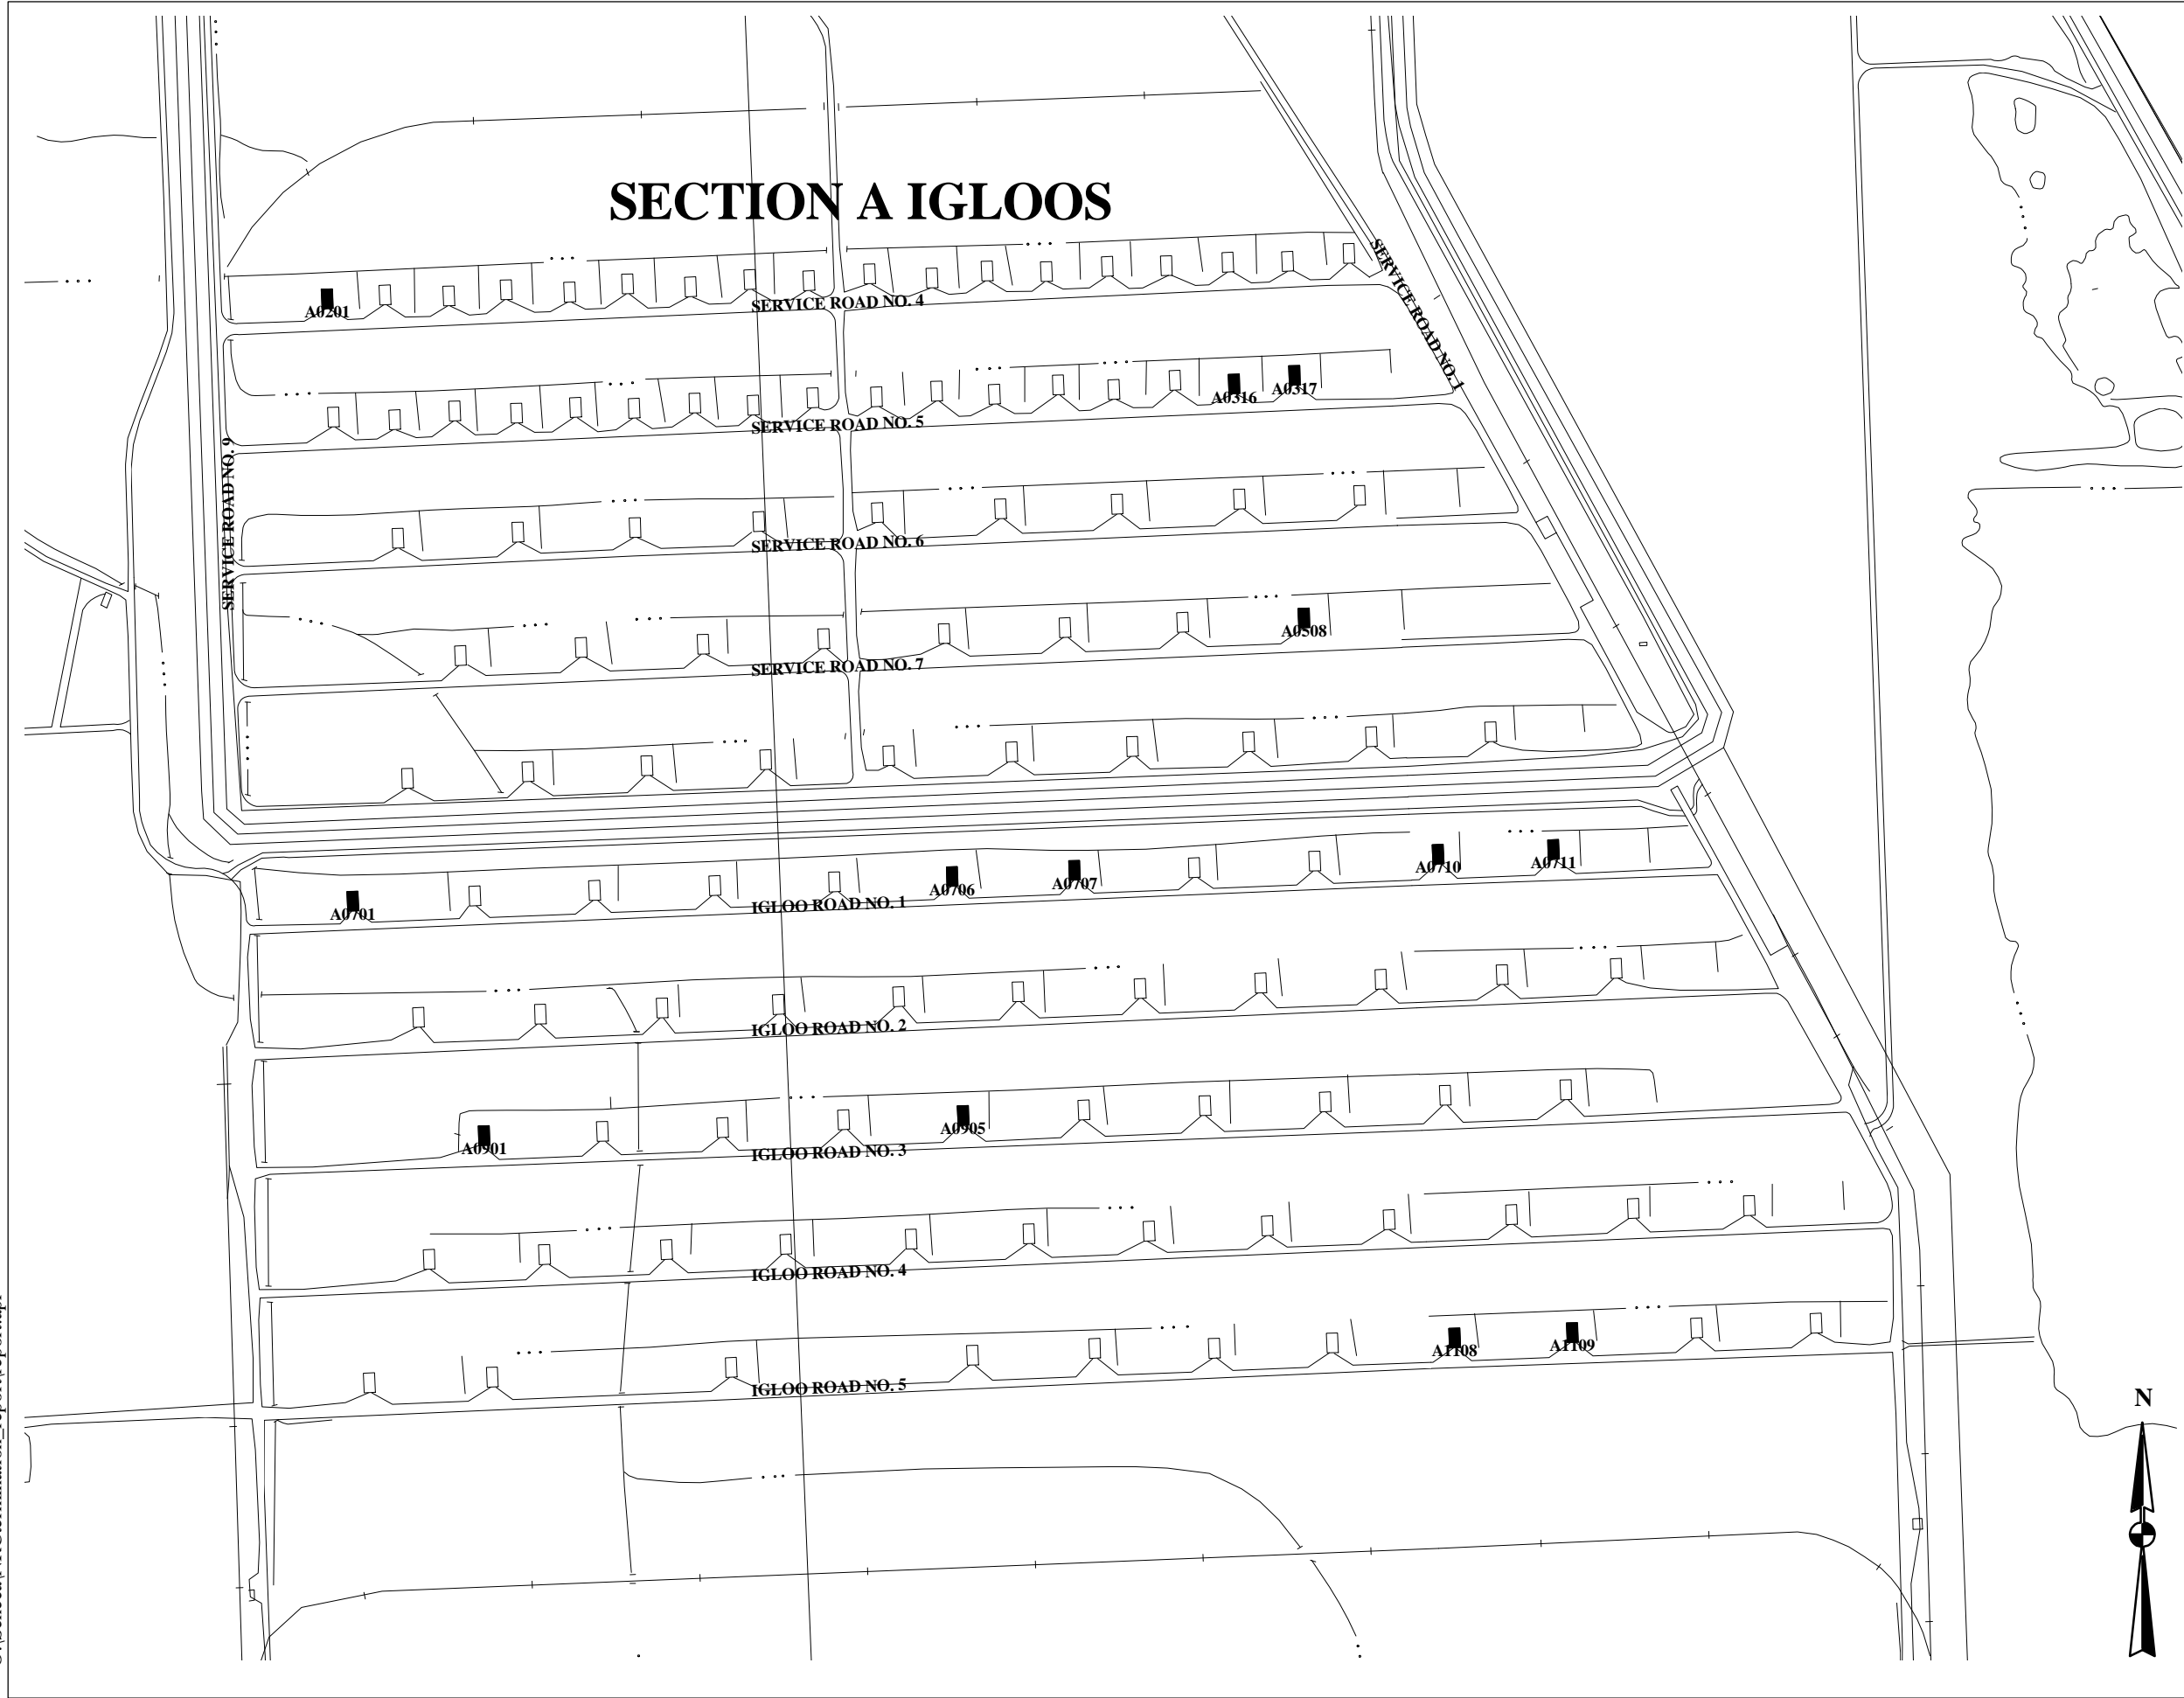 SECTION A IGLOOS
SERVICE ROAD NO. 1
A0201
SERVICE ROAD NO. 4
A0316
A0317
SERVICE ROAD NO. 5
SERVICE ROAD NO. 9
SERVICE ROAD NO. 6
A0508
SERVICE ROAD NO. 7
A0701
A0706
A0707
A0710
A0711
IGLOO ROAD NO. 1
IGLOO ROAD NO. 2
A0901
A0905
IGLOO ROAD NO. 3
IGLOO ROAD NO. 4
A1108
A1109
IGLOO ROAD NO. 5
N